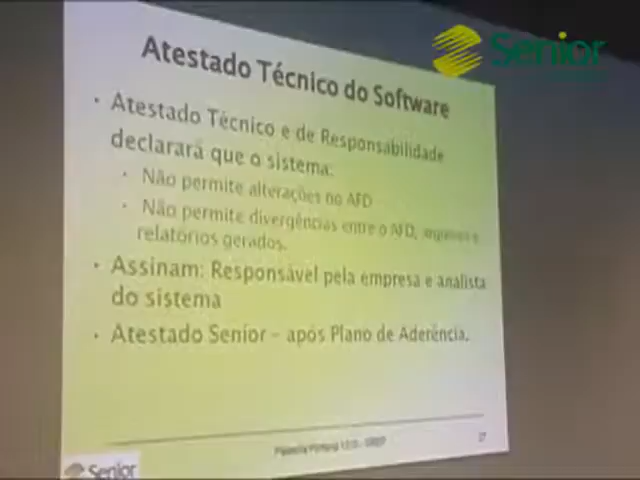 Senior
Atestado Técnico do Software
• Atestado Técnico e de Responsabilidade
declarará que o sistema:
• Não permite alterações no AFD
• Não permite divergências entre o AFD, e
relatórios gerados.
• Assinam: Responsável pela empresa e analista
do sistema
• Atestado Senior – após Plano de Aderência.
27
Senior